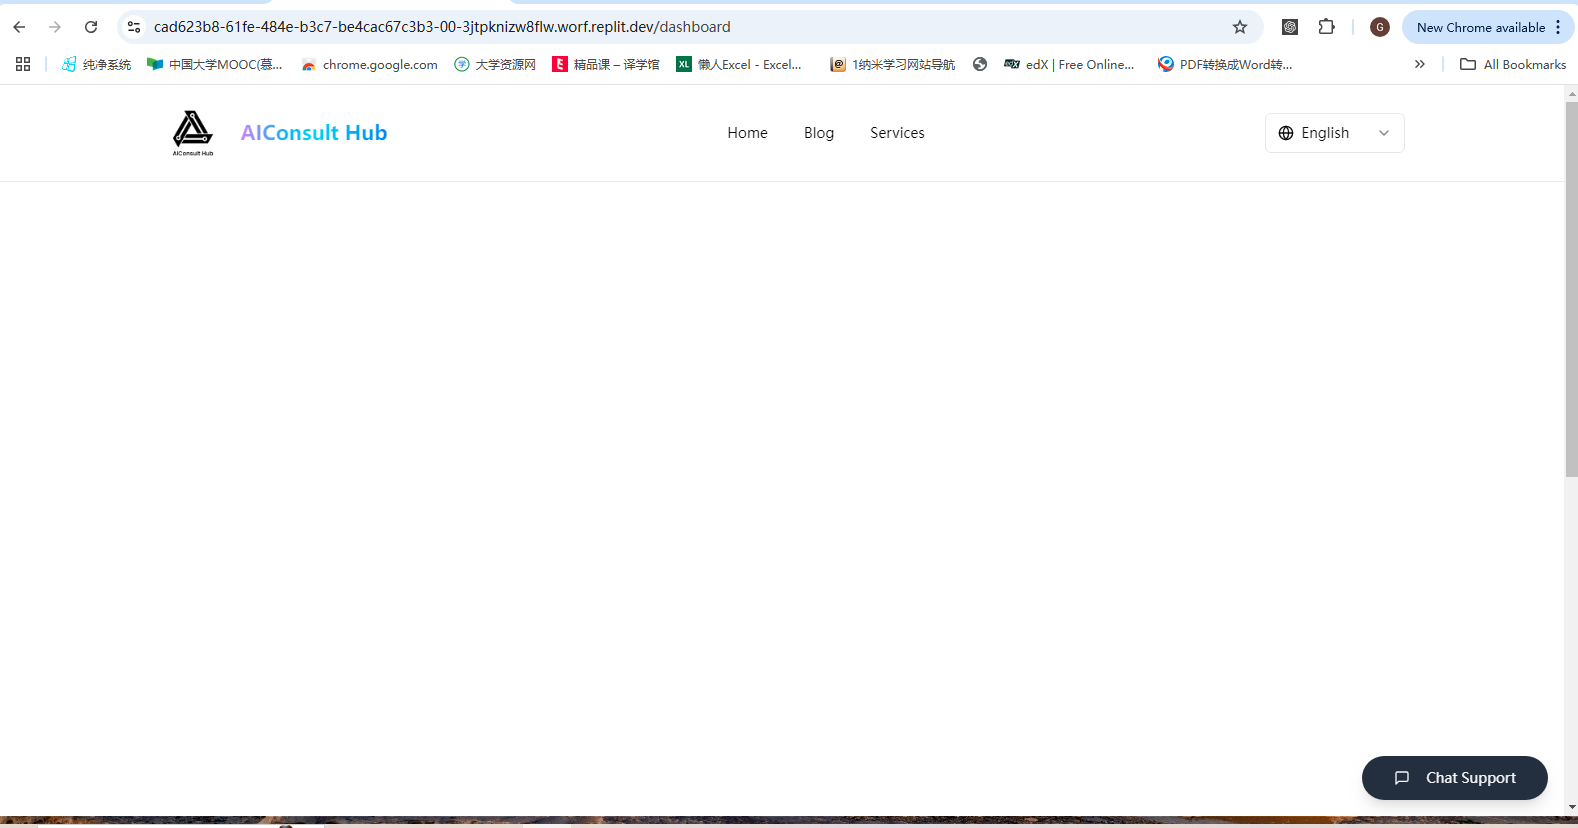 cad623b8-61fe-484e-b3c7-be4cac67c3b3-00-3jtpknizw8flw.worf.replit.dev/dashboard
G
New Chrome available
纯净系统
中国大学MOOC(慕...
chrome.google.com
学
大学资源网
E
精品课 – 译学馆
XL
懒人Excel - Excel...
1纳米学习网站导航
edX
edX | Free Online...
PDF转换成Word转...
All Bookmarks
AIConsult Hub
AIConsult Hub
Home
Blog
Services
English
Chat Support